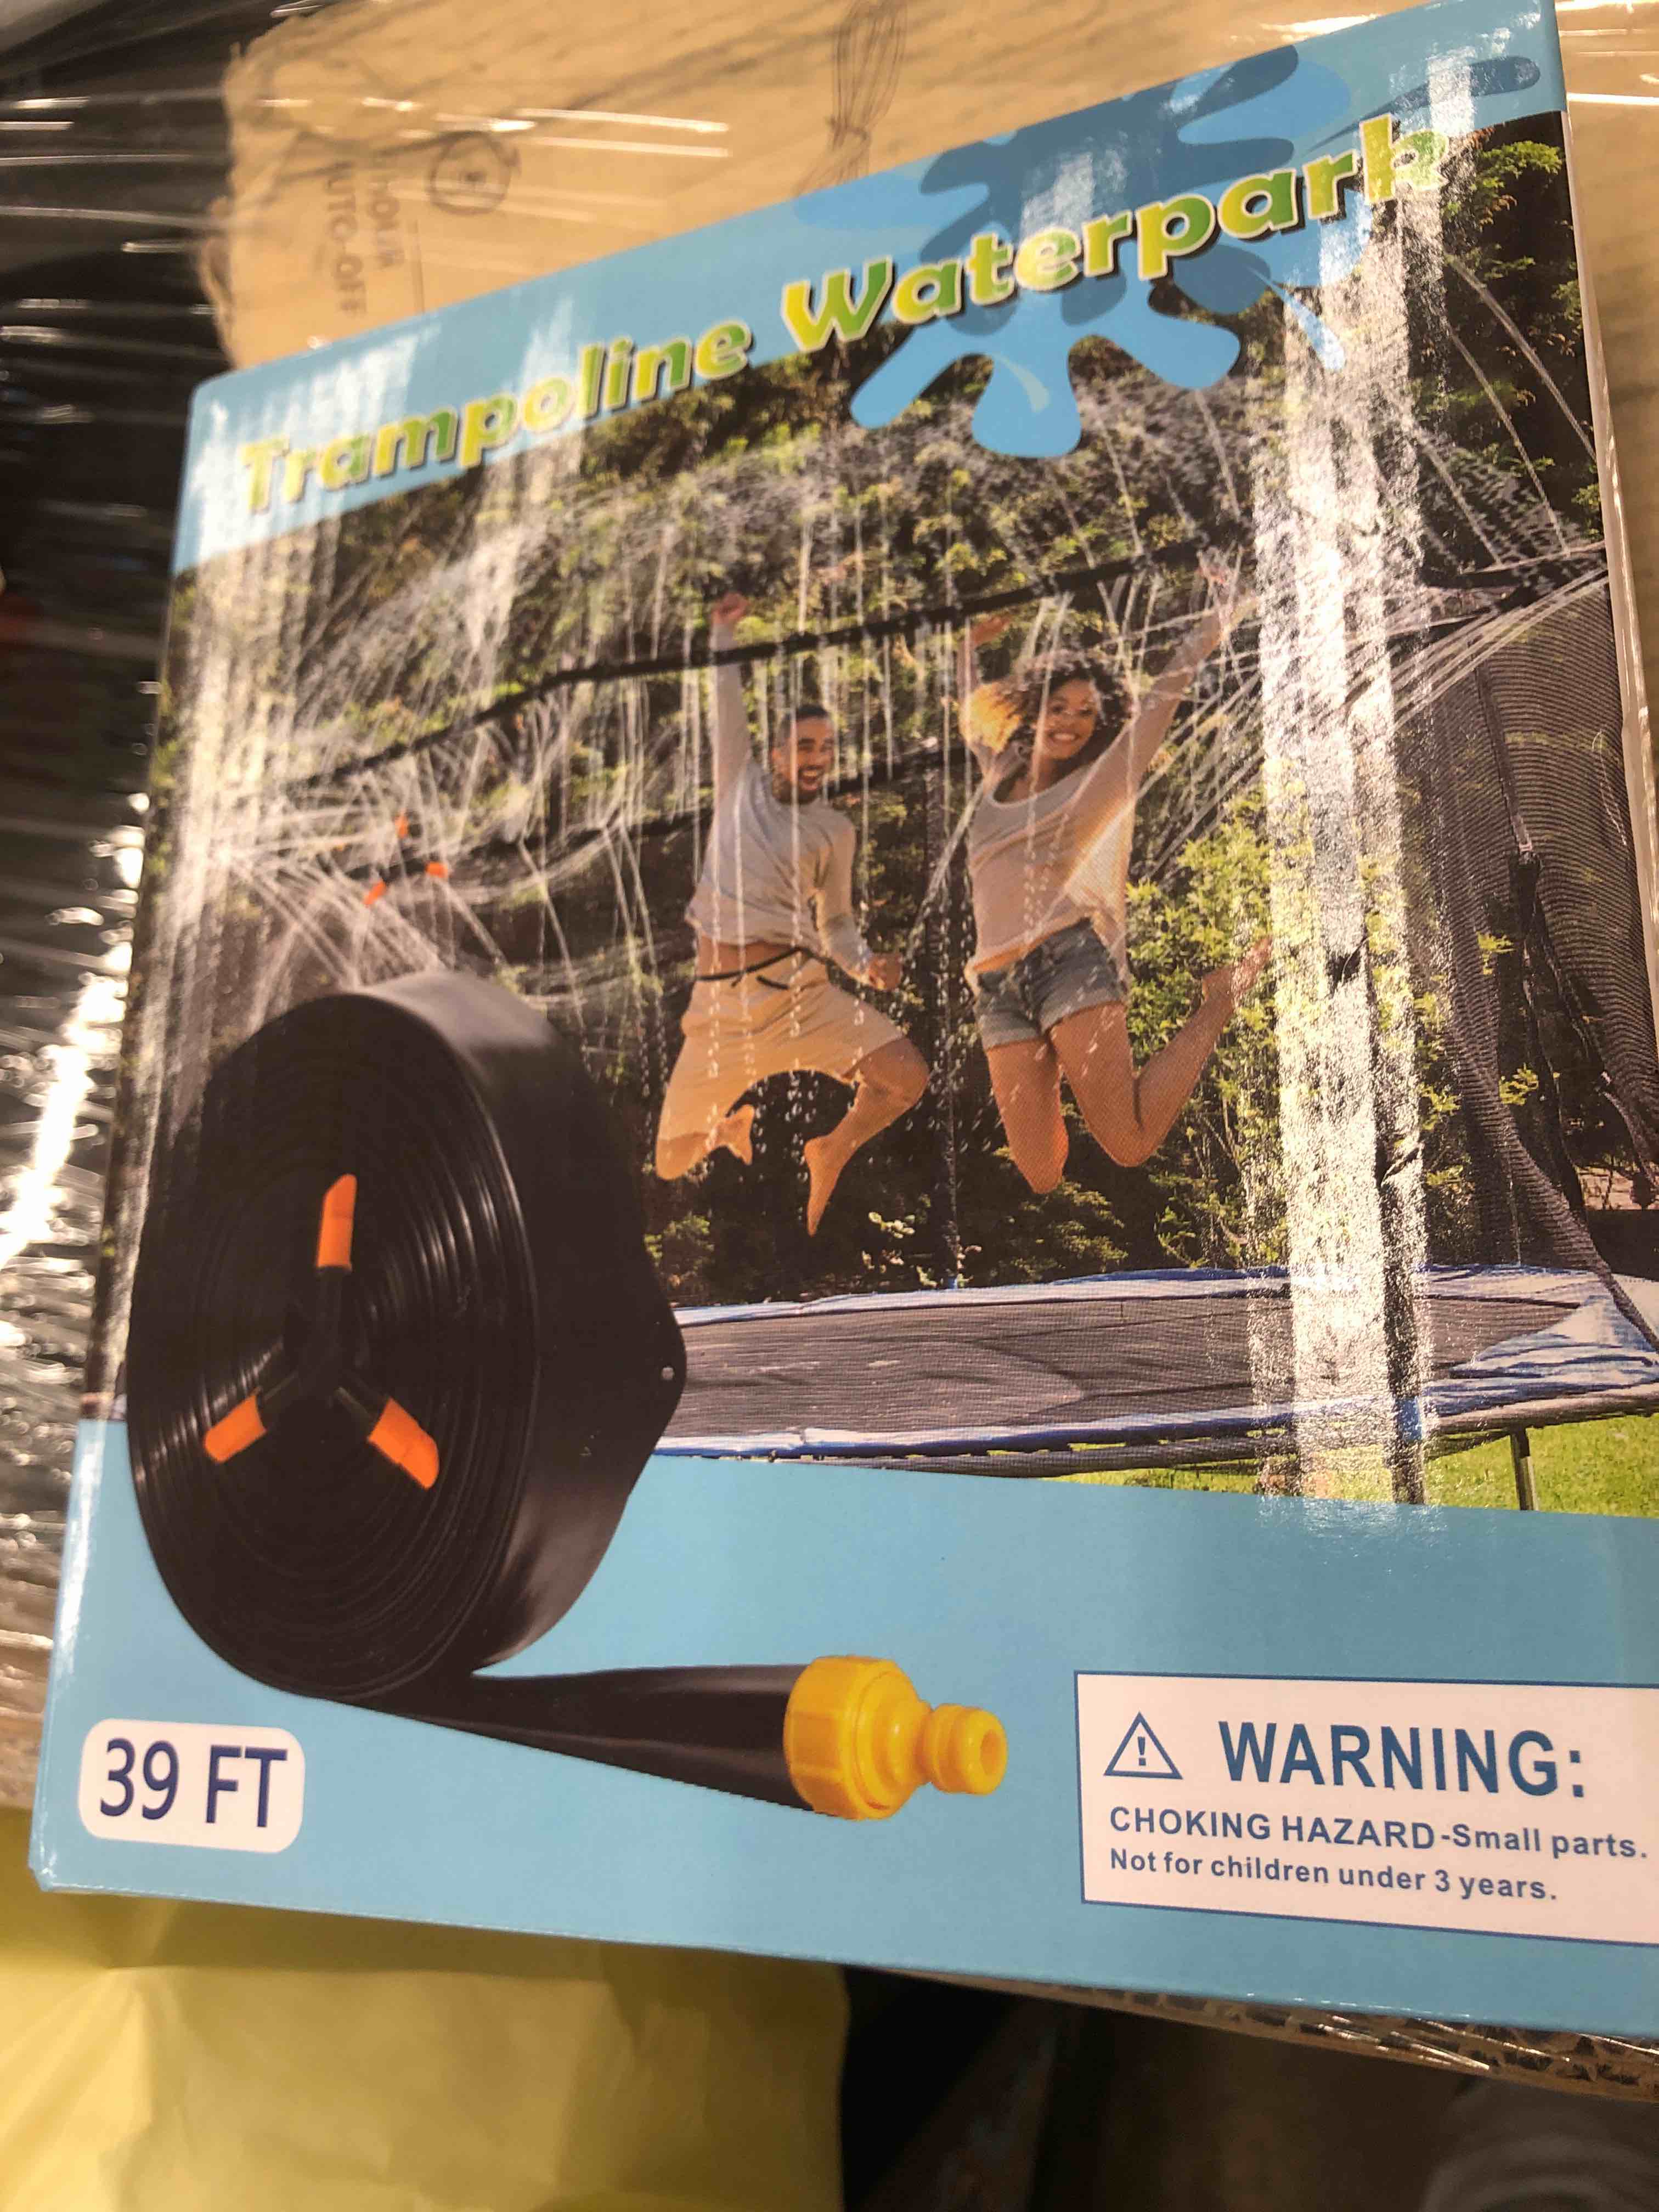 Trampoline Waterpark
39 FT
WARNING:
CHOKING HAZARD-Small parts.
Not for children under 3 years.